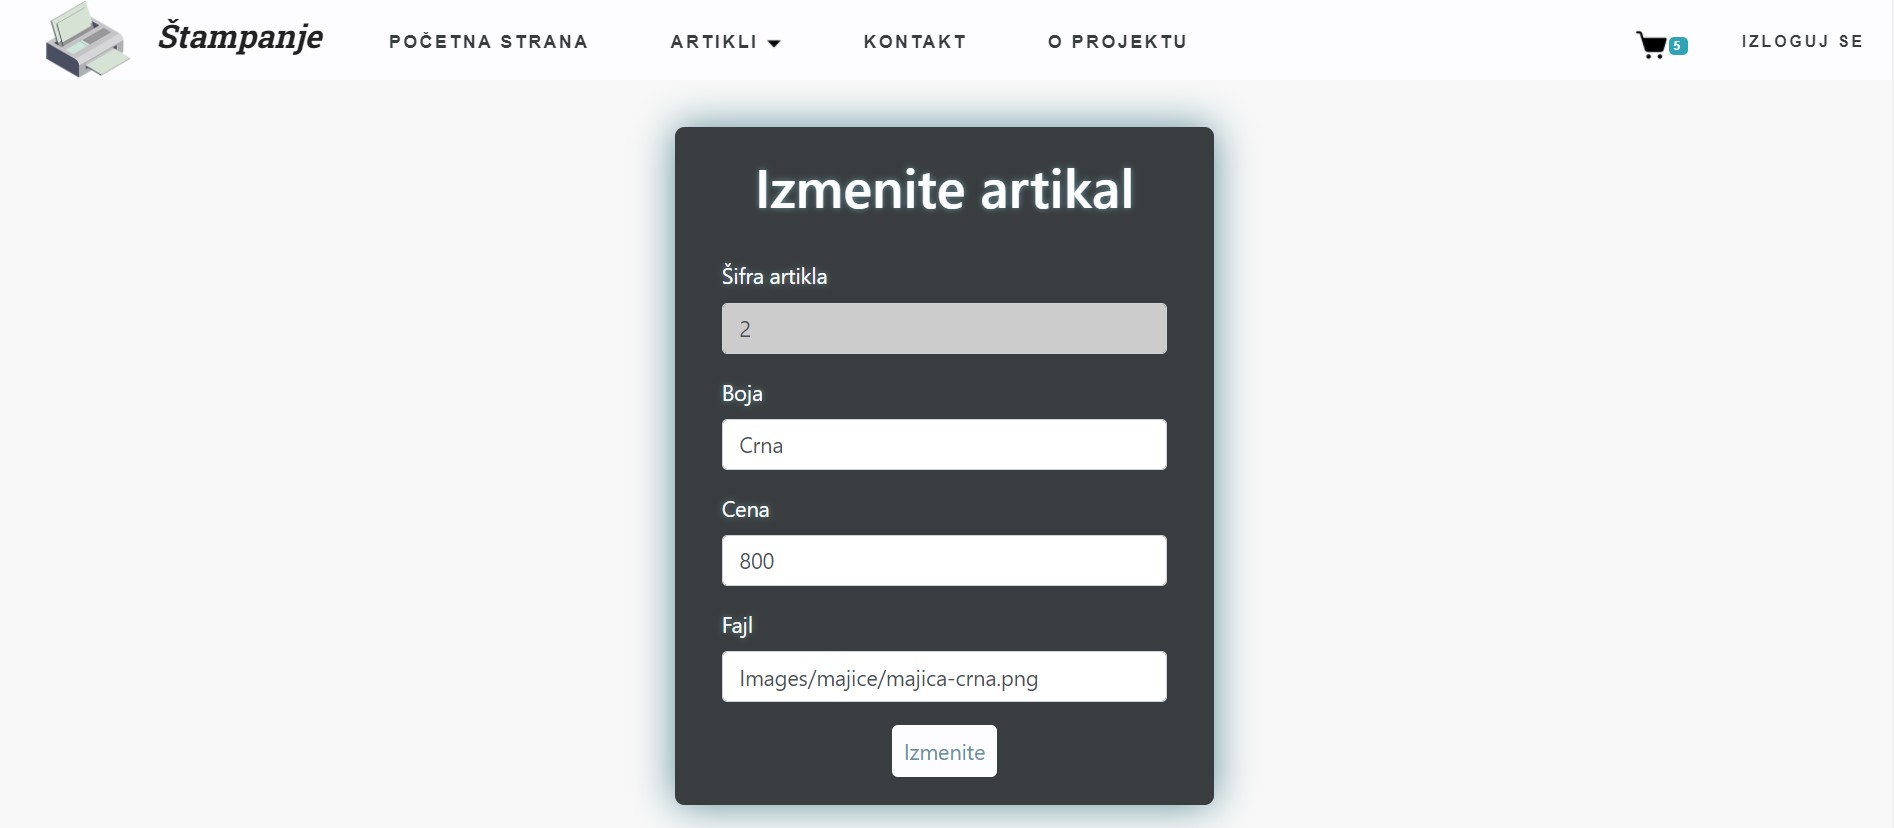 Štampanje
POČETNA STRANA
ARTIKLI
KONTAKT
O PROJEKTU
5
IZLOGUJ SE
Izmenite artikal
Šifra artikla
2
Boja
Crna
Cena
800
Fajl
Images/majice/majica-crna.png
Izmenite